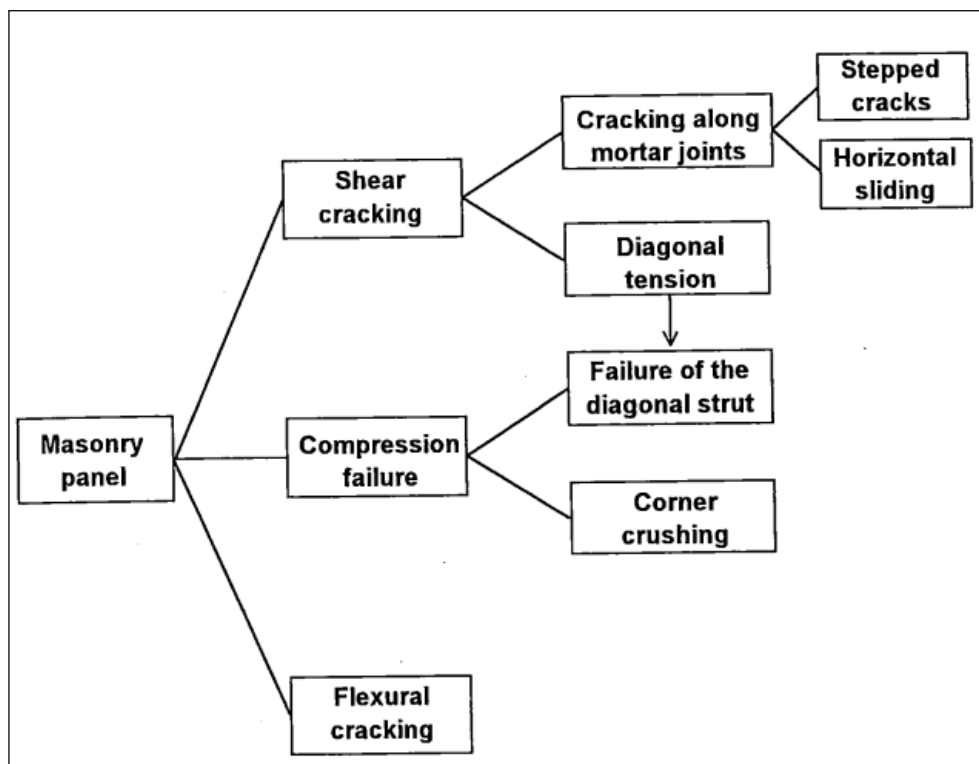 Stepped
cracks
Cracking along
mortar joints
Horizontal
sliding
Shear
cracking
Diagonal
tension
Failure of the
diagonal strut
Masonry
panel
Compression
failure
Corner
crushing
Flexural
cracking